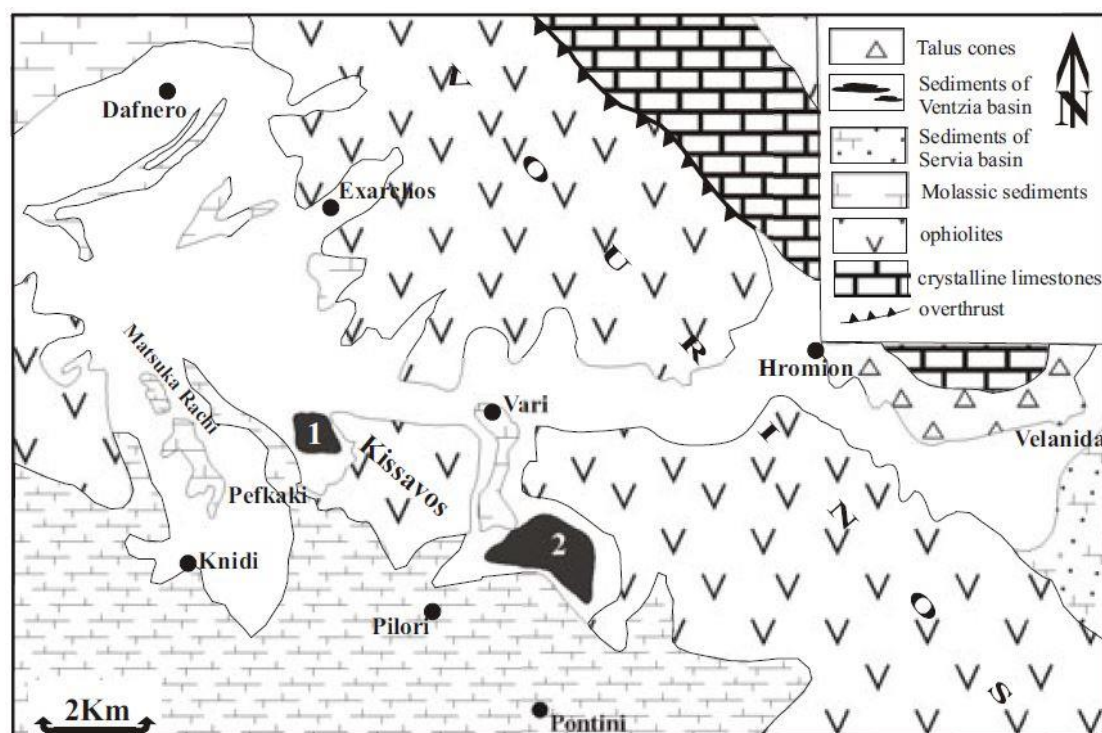 Talus cones
Sediments of
Ventzia basin
Sediments of
Servia basin
Molassic sediments
ophiolites
crystalline limestones
overthrust
N
Dafnero
Exarchos
VOURINOS
Hromion
Velanida
Matsuka Rachi
Vari
1
Kissavos
Pefkaki
2
Knidi
Pilori
2Km
Pontini